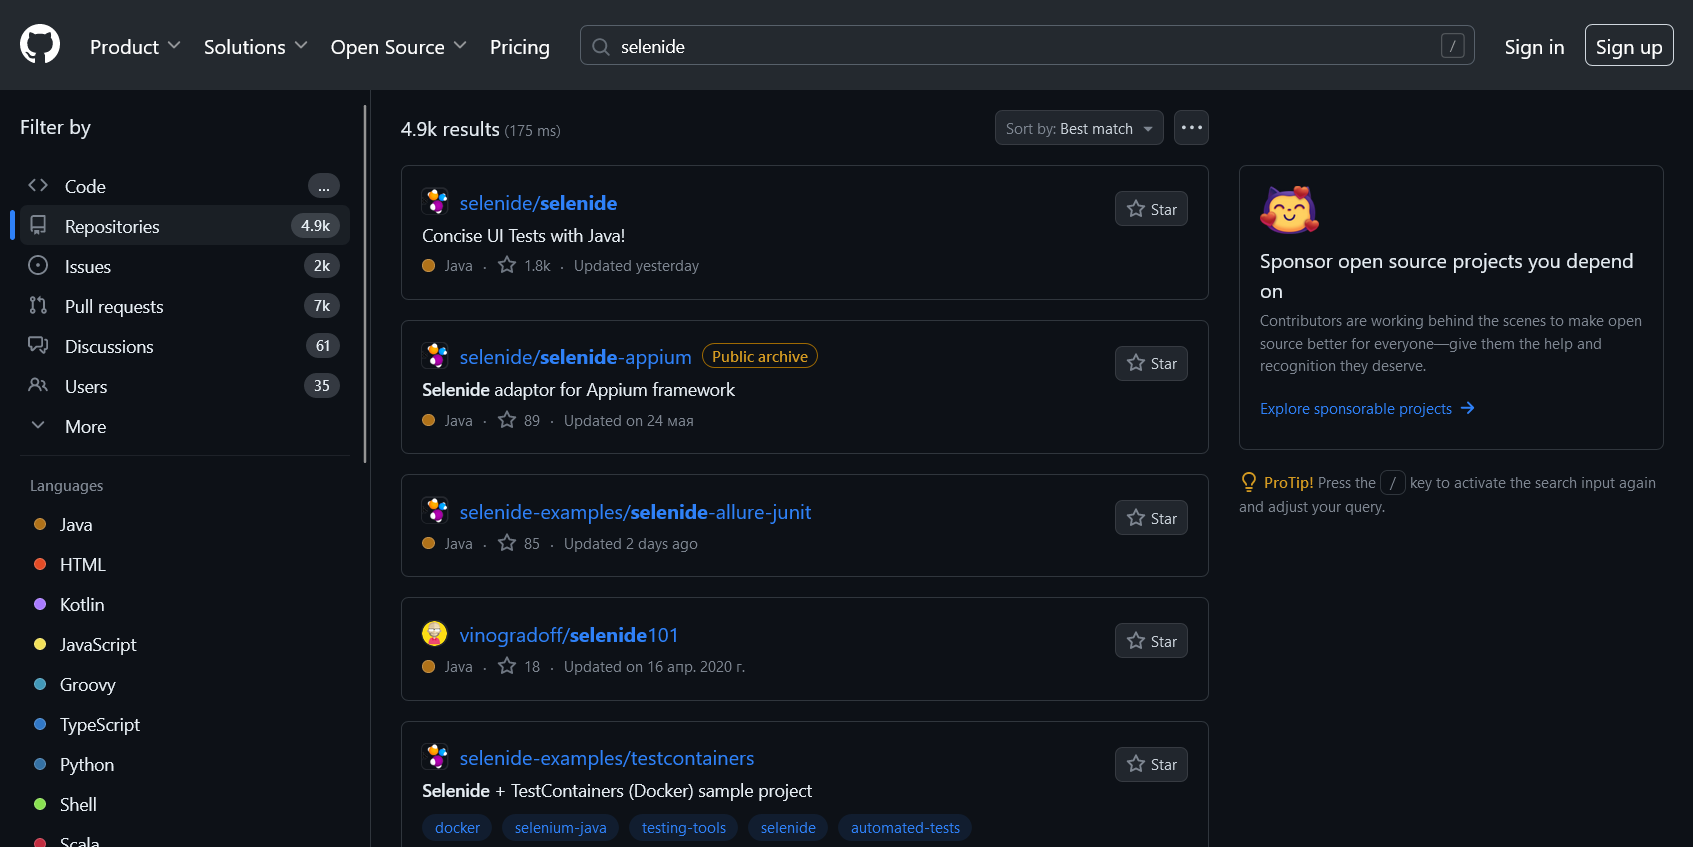 Product Solutions Open Source Pricing selenide / Sign in Sign up
Filter by
Code ...
Repositories 4.9k
Issues 2k
Pull requests 7k
Discussions 61
Users 35
More
Languages
Java
HTML
Kotlin
JavaScript
Groovy
TypeScript
Python
Shell
Scala
4.9k results (175 ms)
Sort by: Best match
selenide/selenide
Star
Concise UI Tests with Java!
Java · 1.8k · Updated yesterday
selenide/selenide-appium Public archive
Star
Selenide adaptor for Appium framework
Java · 89 · Updated on 24 мая
selenide-examples/selenide-allure-junit
Star
Java · 85 · Updated 2 days ago
vinogradoff/selenide101
Star
Java · 18 · Updated on 16 апр. 2020 г.
selenide-examples/testcontainers
Star
Selenide + TestContainers (Docker) sample project
docker selenium-java testing-tools selenide automated-tests
Sponsor open source projects you depend
on
Contributors are working behind the scenes to make open
source better for everyone—give them the help and
recognition they deserve.
Explore sponsorable projects
ProTip! Press the / key to activate the search input again
and adjust your query.